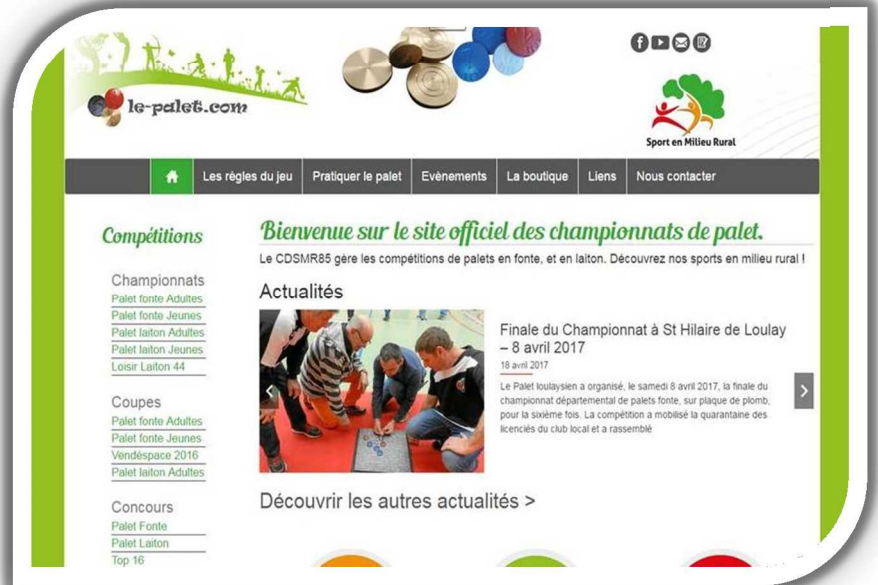 le-palet.com
Sport en Milieu Rural
Les règles du jeu
Pratiquer le palet
Evènements
La boutique
Liens
Nous contacter
Compétitions
Championnats
Palet fonte Adultes
Palet fonte Jeunes
Palet laiton Adultes
Palet laiton Jeunes
Loisir Laiton 44
Coupes
Palet fonte Adultes
Palet fonte Jeunes
Vendéspace 2016
Palet laiton Adultes
Concours
Palet Fonte
Palet Laiton
Top 16
Bienvenue sur le site officiel des championnats de palet.
Le CDSMR85 gère les compétitions de palets en fonte, et en laiton. Découvrez nos sports en milieu rural !
Actualités
Finale du Championnat à St Hilaire de Loulay
– 8 avril 2017
18 avril 2017
Le Palet loulaysien a organisé, le samedi 8 avril 2017, la finale du
championnat départemental de palets fonte, sur plaque de plomb,
pour la sixième fois. La compétition a mobilisé la quarantaine des
licenciés du club local et a rassemblé
Découvrir les autres actualités >